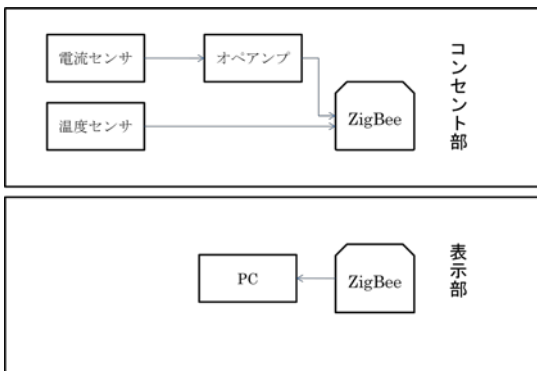 電流センサ
オペアンプ
温度センサ
ZigBee
コンセント部
PC
ZigBee
表示部